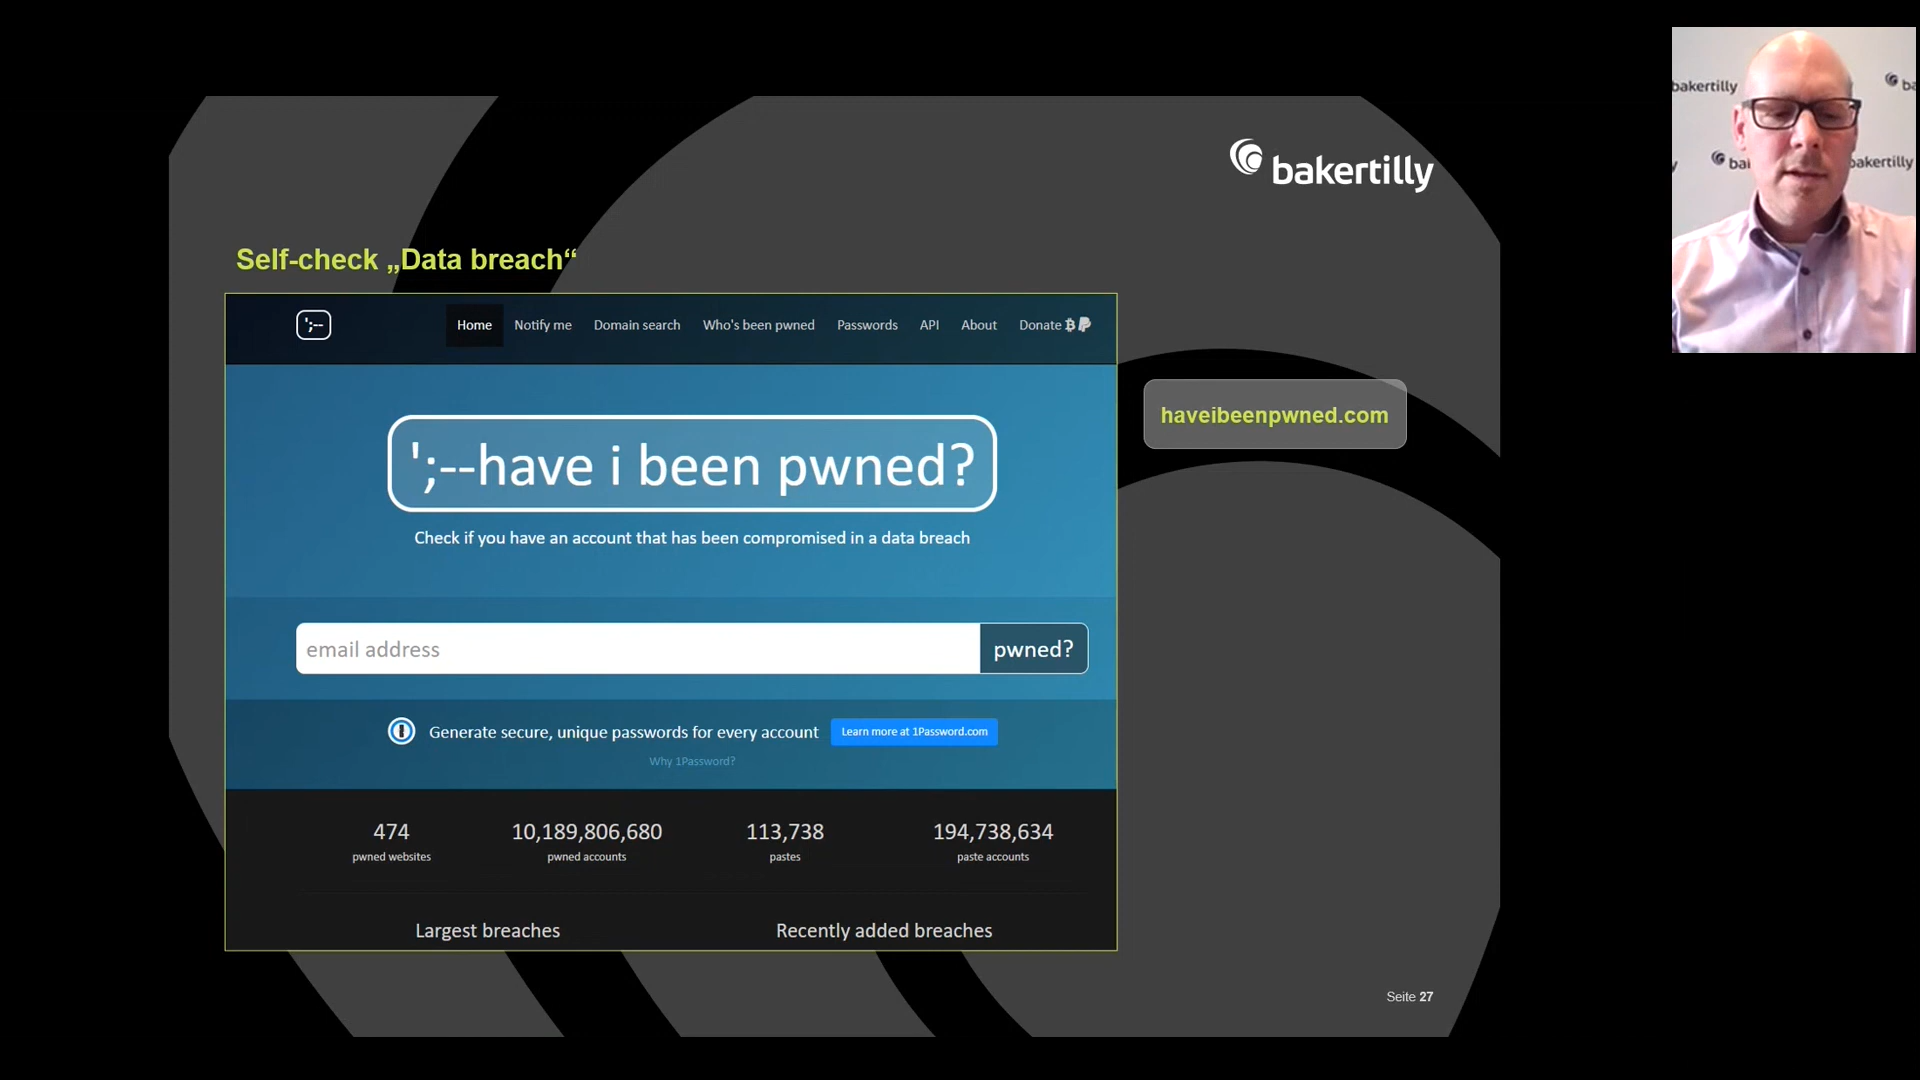 bakertilly
Self-check „Data breach“
';--
Home
Notify me
Domain search
Who's been pwned
Passwords
API
About
Donate
haveibeenpwned.com
';--have i been pwned?
Check if you have an account that has been compromised in a data breach
email address
pwned?
Generate secure, unique passwords for every account
Learn more at 1Password.com
Why 1Password?
474
pwned websites
10,189,806,680
pwned accounts
113,738
pastes
194,738,634
paste accounts
Largest breaches
Recently added breaches
Seite 27
bakertilly
ba
bak
bakertilly